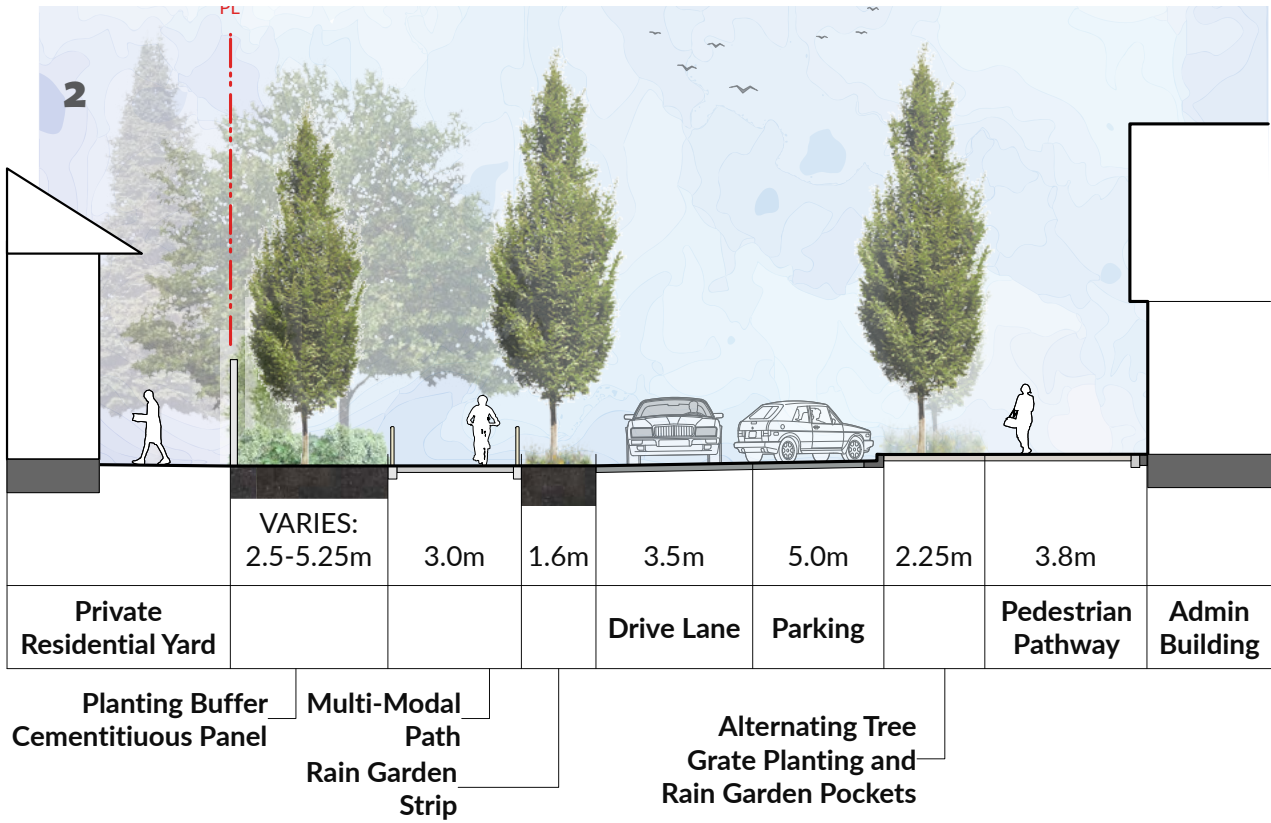 PL
2
VARIES:
2.5-5.25m
3.0m
1.6m
3.5m
5.0m
2.25m
3.8m
Private
Residential Yard
Drive Lane
Parking
Pedestrian
Pathway
Admin
Building
Planting Buffer
Cementitiuous Panel
Multi-Modal
Path
Rain Garden
Strip
Alternating Tree
Grate Planting and
Rain Garden Pockets